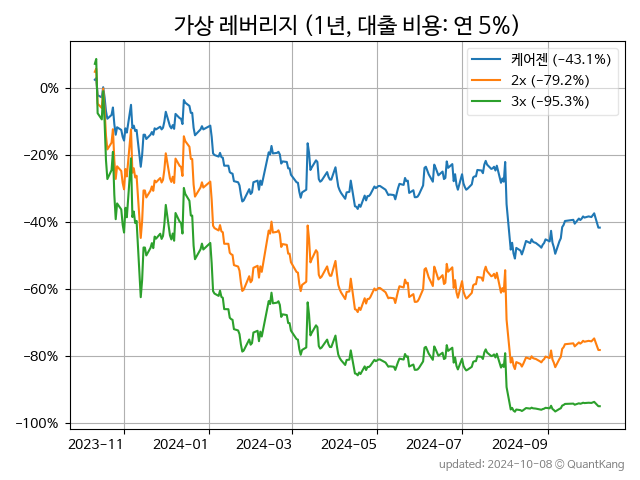 가상 레버리지 (1년, 대출 비용: 연 5%)
케어젠 (−43.1%)
2x (−79.2%)
3x (−95.3%)
0%
−20%
−40%
−60%
−80%
−100%
2023-11 2024-01 2024-03 2024-05 2024-07 2024-09
updated: 2024-10-08 © QuantKang